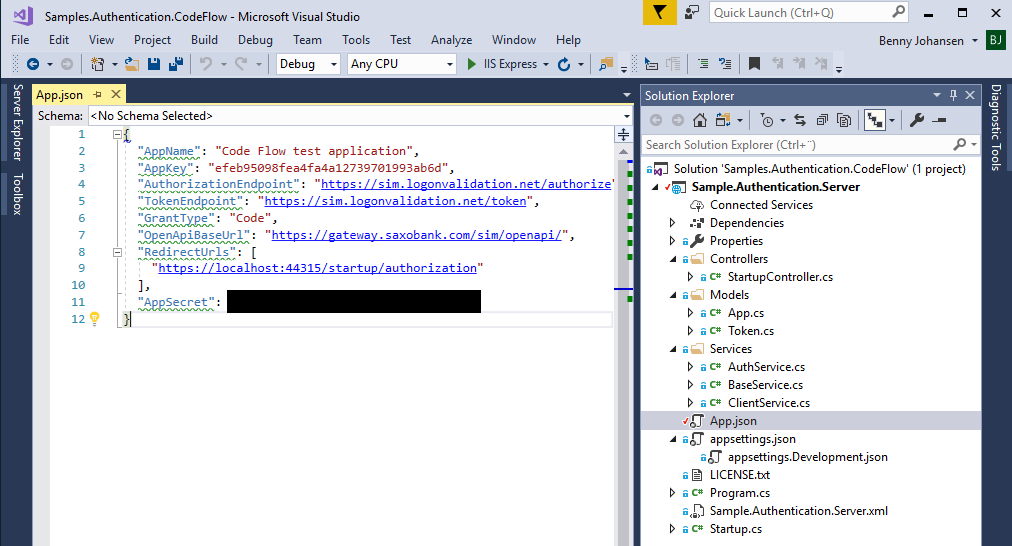 Samples.Authentication.CodeFlow - Microsoft Visual Studio
Quick Launch (Ctrl+Q)
File Edit View Project Build Debug Team Tools Test Analyze Window Help
Benny Johansen BJ
Debug Any CPU IIS Express
Server Explorer
Toolbox
App.json
Schema: <No Schema Selected>
1 {
2 "AppName": "Code Flow test application",
3 "AppKey": "efeb95098fea4fa4a12739701993ab6d",
4 "AuthorizationEndpoint": "https://sim.logonvalidation.net/authorize"
5 "TokenEndpoint": "https://sim.logonvalidation.net/token",
6 "GrantType": "Code",
7 "OpenApiBaseUrl": "https://gateway.saxobank.com/sim/openapi/",
8 "RedirectUrls": [
9 "https://localhost:44315/startup/authorization"
10 ],
11 "AppSecret":
12 }
Solution Explorer
Search Solution Explorer (Ctrl+¨)
Solution 'Samples.Authentication.CodeFlow' (1 project)
Sample.Authentication.Server
Connected Services
Dependencies
Properties
Controllers
C# StartupController.cs
Models
C# App.cs
C# Token.cs
Services
C# AuthService.cs
C# BaseService.cs
C# ClientService.cs
App.json
appsettings.json
appsettings.Development.json
LICENSE.txt
C# Program.cs
Sample.Authentication.Server.xml
C# Startup.cs
Diagnostic Tools